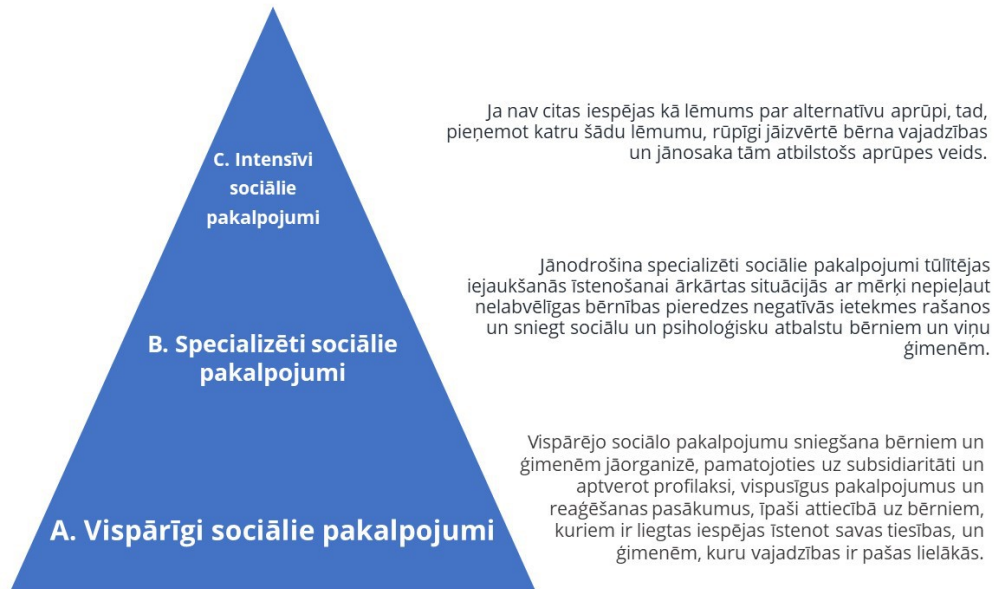 Ja nav citas iespējas kā lēmums par alternatīvu aprūpi, tad,
pieņemot katru šādu lēmumu, rūpīgi jāizvērtē bērna vajadzības
un jānosaka tām atbilstošs aprūpes veids.
C. Intensīvi
sociālie
pakalpojumi
Jānodrošina specializēti sociālie pakalpojumi tūlītējas
iejaukšanās īstenošanai ārkārtas situācijās ar mērķi nepieļaut
nelabvēlīgas bērnības pieredzes negatīvās ietekmes rašanos
un sniegt sociālu un psiholoģisku atbalstu bērniem un viņu
ģimenēm.
B. Specializēti sociālie
pakalpojumi
Vispārējo sociālo pakalpojumu sniegšana bērniem un
ģimenēm jāorganizē, pamatojoties uz subsidiaritāti un
aptverot profilaksi, vispusīgus pakalpojumus un
reaģēšanas pasākumus, īpaši attiecībā uz bērniem,
kuriem ir liegtas iespējas īstenot savas tiesības, un
ģimenēm, kuru vajadzības ir pašas lielākās.
A. Vispārīgi sociālie pakalpojumi